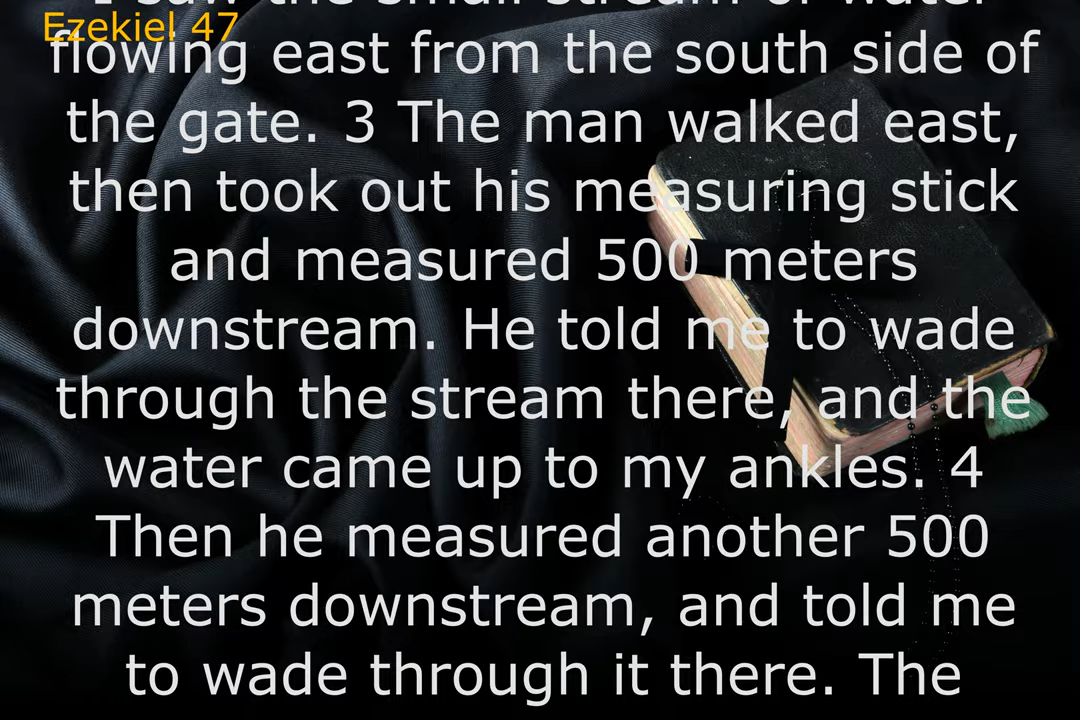 I saw the small stream of water
Ezekiel 47
flowing east from the south side of
the gate. 3 The man walked east,
then took out his measuring stick
and measured 500 meters
downstream. He told me to wade
through the stream there, and the
water came up to my ankles. 4
Then he measured another 500
meters downstream, and told me
to wade through it there. The